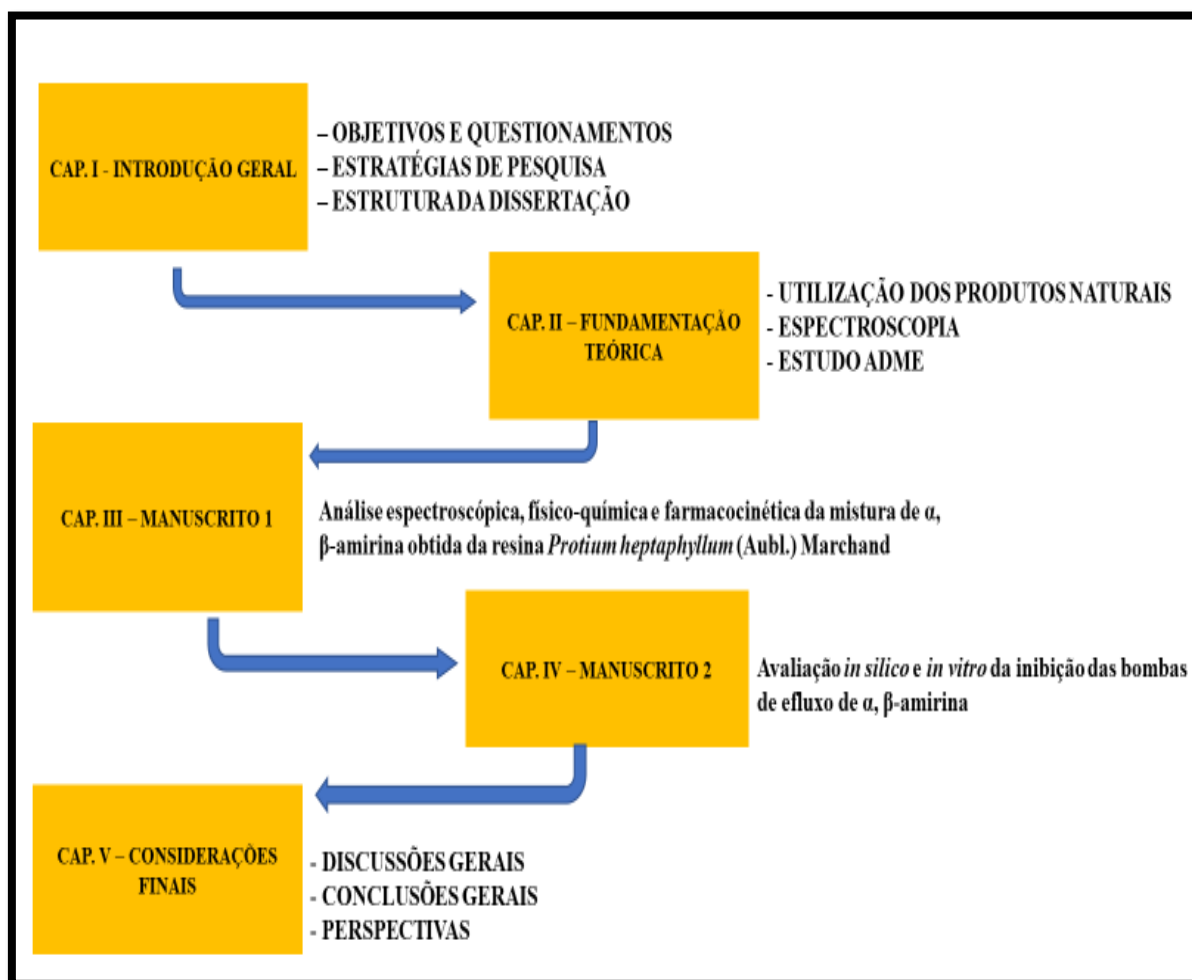 CAP. I - INTRODUÇÃO GERAL
– OBJETIVOS E QUESTIONAMENTOS
– ESTRATÉGIAS DE PESQUISA
– ESTRUTURA DA DISSERTAÇÃO
CAP. II – FUNDAMENTAÇÃO
TEÓRICA
- UTILIZAÇÃO DOS PRODUTOS NATURAIS
- ESPECTROSCOPIA
- ESTUDO ADME
CAP. III – MANUSCRITO 1
Análise espectroscópica, físico-química e farmacocinética da mistura de α,
β-amirina obtida da resina Protium heptaphyllum (Aubl.) Marchand
CAP. IV – MANUSCRITO 2
Avaliação in silico e in vitro da inibição das bombas
de efluxo de α, β-amirina
CAP. V – CONSIDERAÇÕES
FINAIS
- DISCUSSÕES GERAIS
- CONCLUSÕES GERAIS
- PERSPECTIVAS